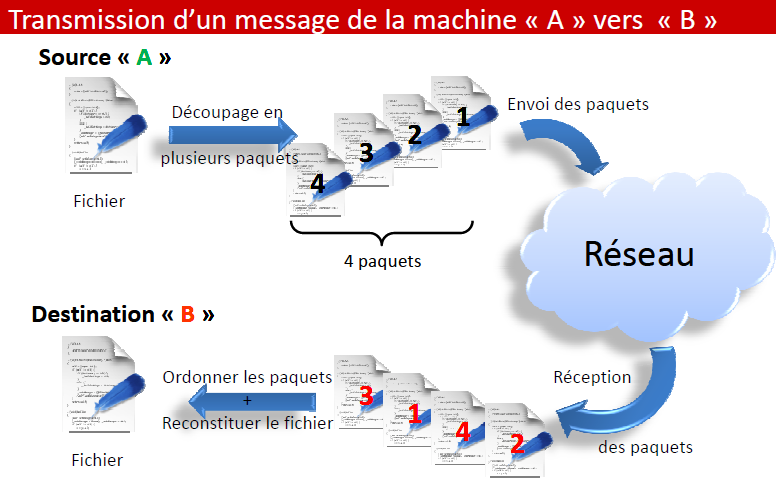 Transmission d'un message de la machine « A » vers « B »
Source « A »
Découpage en
plusieurs paquets
1
2
3
4
Envoi des paquets
Fichier
4 paquets
Réseau
Destination « B »
Ordonner les paquets
+
Reconstituer le fichier
3
1
4
2
Réception
des paquets
Fichier